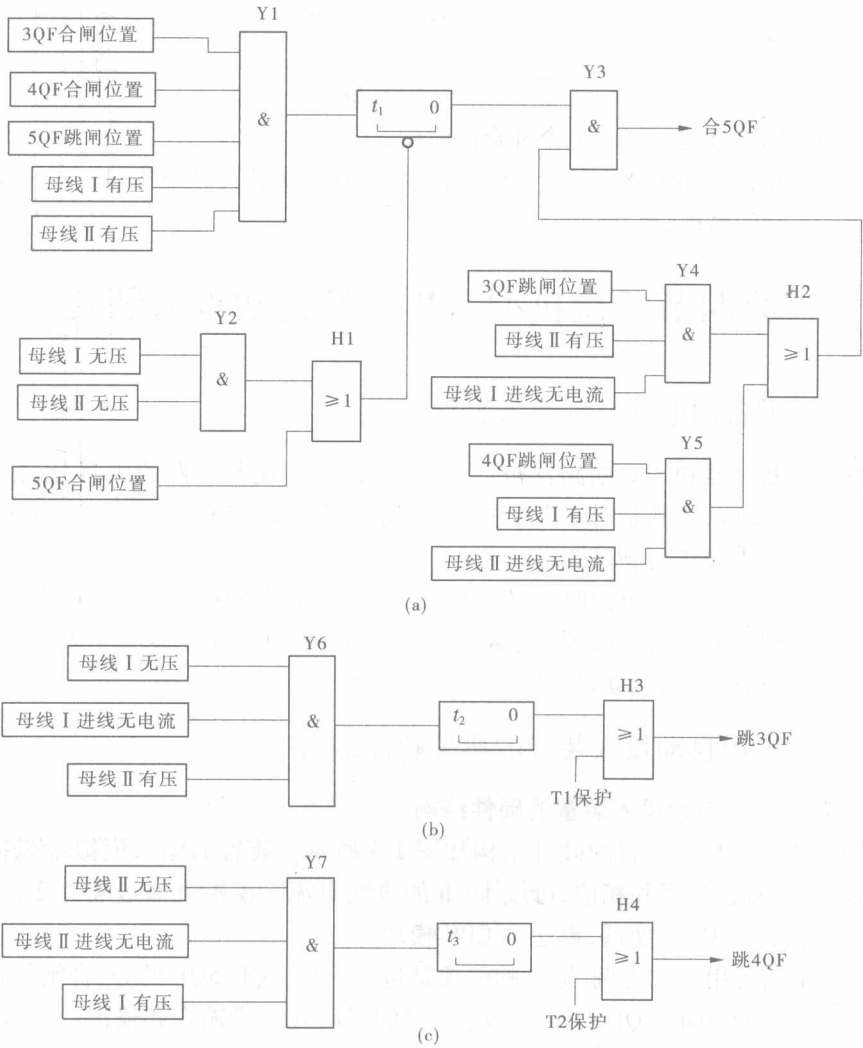 3QF合闸位置
4QF合闸位置
5QF跳闸位置
母线Ⅰ有压
母线Ⅱ有压
Y1
&
t₁ 0
Y3
&
合5QF
母线Ⅰ无压
母线Ⅱ无压
Y2
&
5QF合闸位置
H1
≥1
3QF跳闸位置
母线Ⅱ有压
母线Ⅰ进线无电流
Y4
&
4QF跳闸位置
母线Ⅰ有压
母线Ⅱ进线无电流
Y5
&
H2
≥1
(a)
母线Ⅰ无压
母线Ⅰ进线无电流
母线Ⅱ有压
Y6
&
t₂ 0
H3
≥1
T1保护
跳3QF
(b)
母线Ⅱ无压
母线Ⅱ进线无电流
母线Ⅰ有压
Y7
&
t₃ 0
H4
≥1
T2保护
跳4QF
(c)